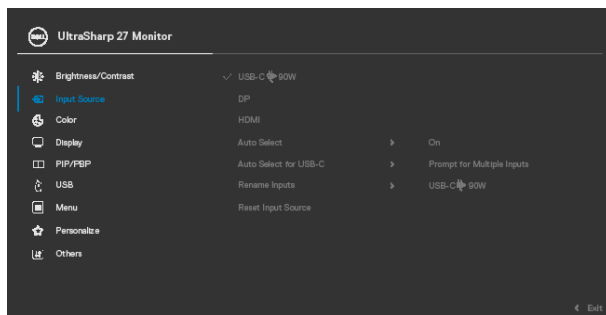 DELL UltraSharp 27 Monitor
Brightness/Contrast USB-C 90W
Input Source DP
Color HDMI
Display Auto Select On
PIP/PBP Auto Select for USB-C Prompt for Multiple Inputs
USB Rename Inputs USB-C 90W
Menu Reset Input Source
Personalize
Others
Exit